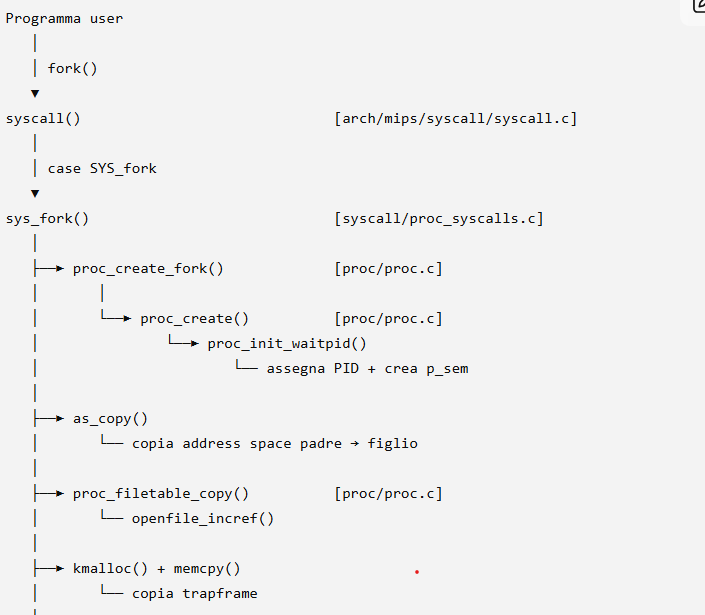 Programma user
│
│ fork()
▼
syscall() [arch/mips/syscall/syscall.c]
│
│ case SYS_fork
▼
sys_fork() [syscall/proc_syscalls.c]
│
├─► proc_create_fork() [proc/proc.c]
│ │
│ └─► proc_create() [proc/proc.c]
│ └─► proc_init_waitpid()
│ └─ assegna PID + crea p_sem
│
├─► as_copy()
│ └─ copia address space padre → figlio
│
├─► proc_filetable_copy() [proc/proc.c]
│ └─ openfile_incref()
│
├─► kmalloc() + memcpy()
│ └─ copia trapframe